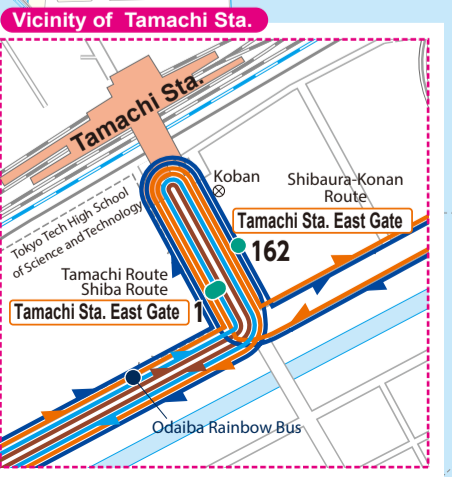 Vicinity of Tamachi Sta.
Tamachi Sta.
Koban
Shibaura-Konan
Route
Tokyo Tech High School
of Science and Technology
Tamachi Sta. East Gate
162
Tamachi Route
Shiba Route
Tamachi Sta. East Gate 1
Odaiba Rainbow Bus